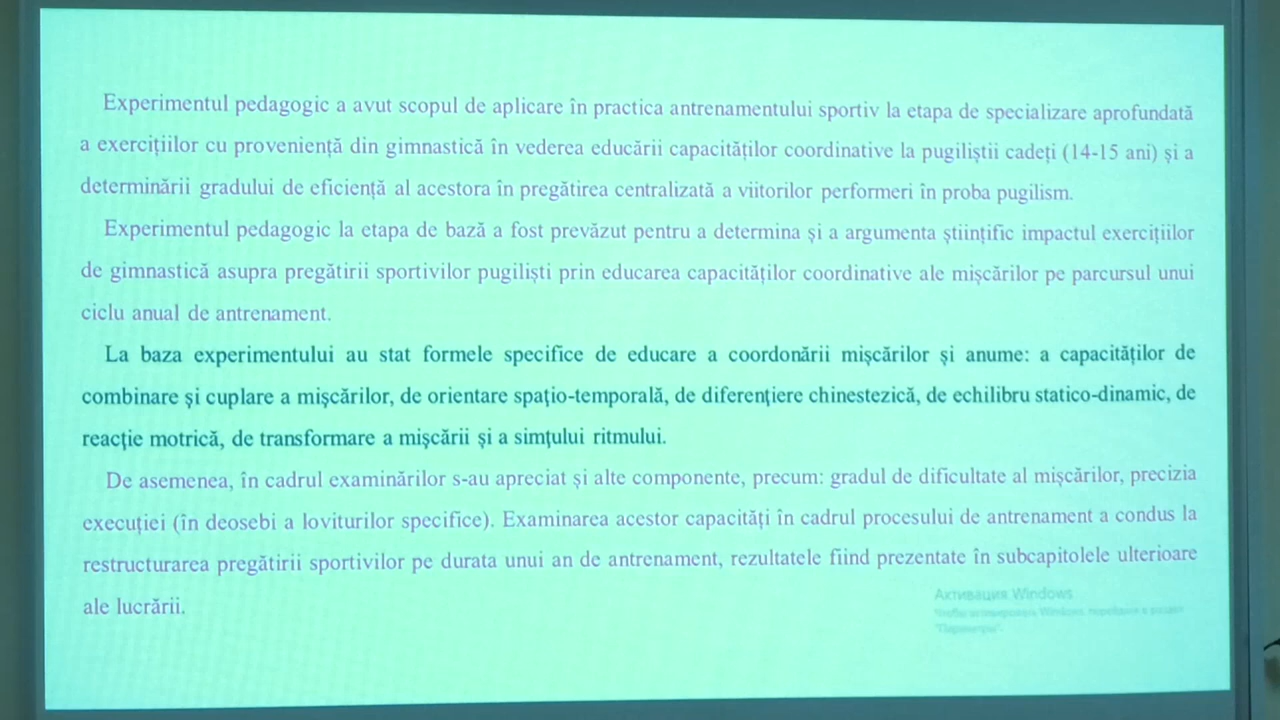 Experimentul pedagogic a avut scopul de aplicare în practica antrenamentului sportiv la etapa de specializare aprofundată
a exercițiilor cu proveniență din gimnastică în vederea educării capacităților coordinative la pugiliștii cadeți (14-15 ani) și a
determinării gradului de eficiență al acestora în pregătirea centralizată a viitorilor performeri în proba pugilism.
Experimentul pedagogic la etapa de bază a fost prevăzut pentru a determina și a argumenta științific impactul exercițiilor
de gimnastică asupra pregătirii sportivilor pugiliști prin educarea capacităților coordinative ale mișcărilor pe parcursul unui
ciclu anual de antrenament.
La baza experimentului au stat formele specifice de educare a coordonării mișcărilor și anume: a capacităților de
combinare și cuplare a mișcărilor, de orientare spațio-temporală, de diferențiere chinestezică, de echilibru statico-dinamic, de
reacție motrică, de transformare a mișcării și a simțului ritmului.
De asemenea, în cadrul examinărilor s-au apreciat și alte componente, precum: gradul de dificultate al mișcărilor, precizia
execuției (în deosebi a loviturilor specifice). Examinarea acestor capacități în cadrul procesului de antrenament a condus la
restructurarea pregătirii sportivilor pe durata unui an de antrenament, rezultatele fiind prezentate în subcapitolele ulterioare
ale lucrării.
Активация Windows
Чтобы активировать Windows, перейдите в раздел
"Параметры".